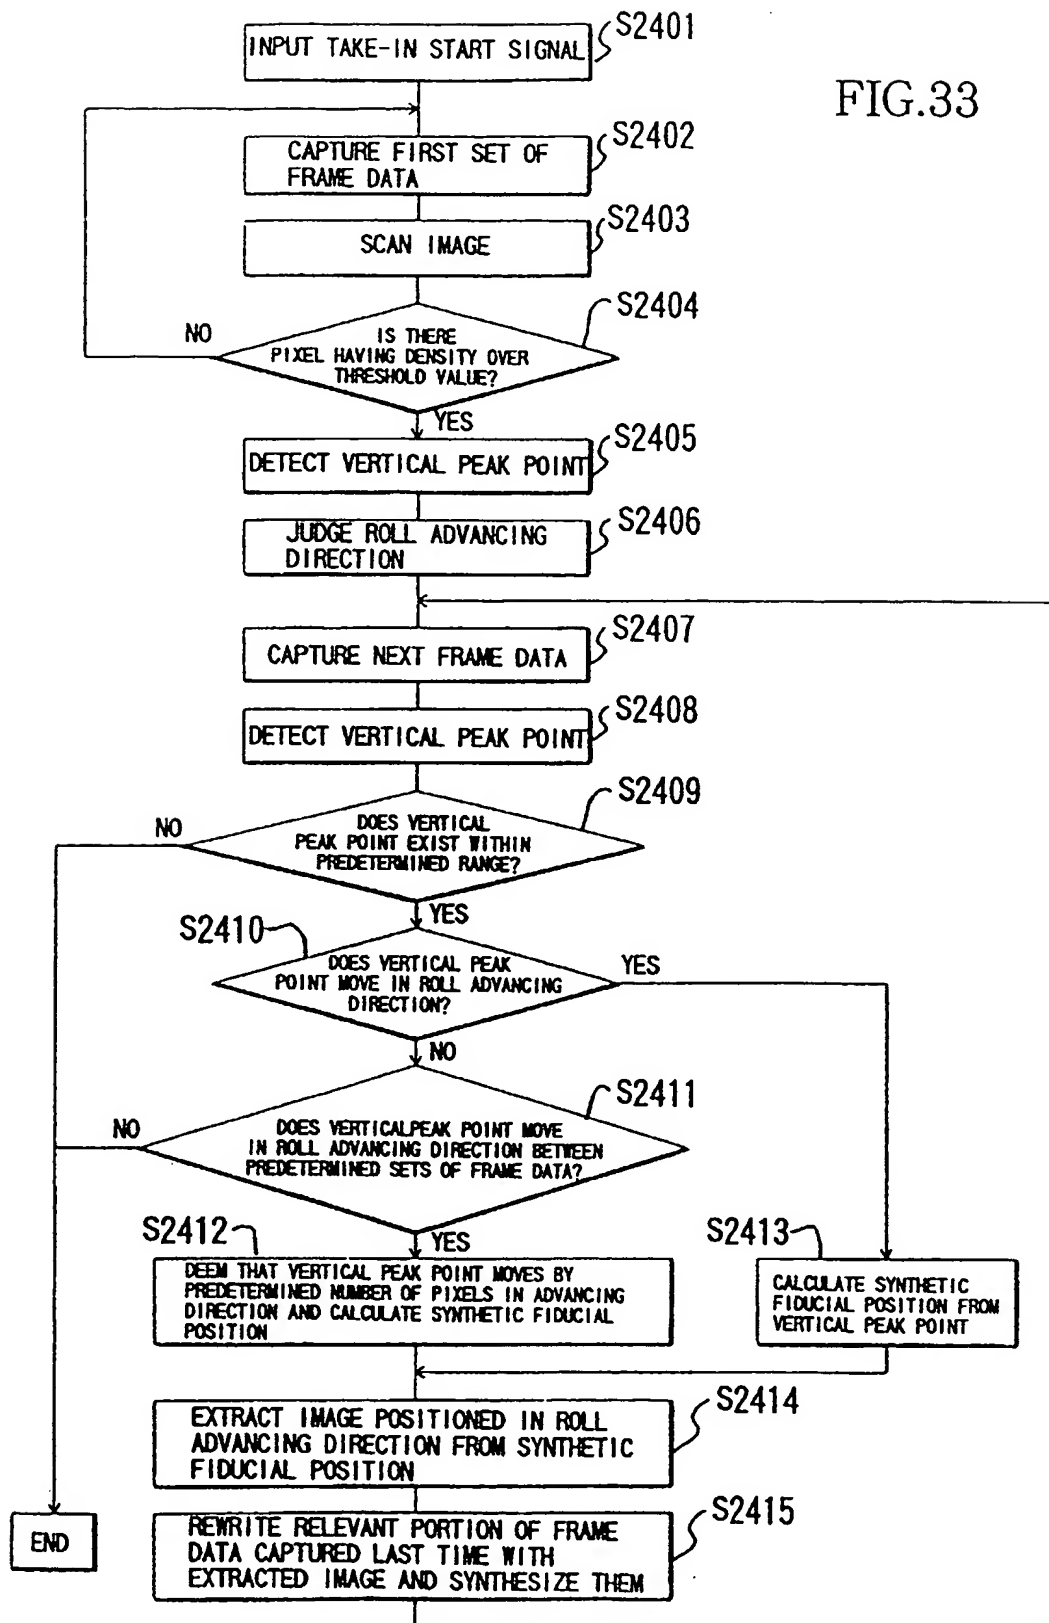 S2401
INPUT TAKE-IN START SIGNAL
FIG.33
S2402
CAPTURE FIRST SET OF
FRAME DATA
S2403
SCAN IMAGE
S2404
NO
IS THERE
PIXEL HAVING DENSITY OVER
THRESHOLD VALUE?
YES
S2405
DETECT VERTICAL PEAK POINT
S2406
JUDGE ROLL ADVANCING
DIRECTION
S2407
CAPTURE NEXT FRAME DATA
S2408
DETECT VERTICAL PEAK POINT
S2409
NO
DOES VERTICAL
PEAK POINT EXIST WITHIN
PREDETERMINED RANGE?
YES
S2410
DOES VERTICAL PEAK
POINT MOVE IN ROLL ADVANCING
DIRECTION?
YES
NO
S2411
NO
DOES VERTICALPEAK POINT MOVE
IN ROLL ADVANCING DIRECTION BETWEEN
PREDETERMINED SETS OF FRAME DATA?
YES
S2412
DEEM THAT VERTICAL PEAK POINT MOVES BY
PREDETERMINED NUMBER OF PIXELS IN ADVANCING
DIRECTION AND CALCULATE SYNTHETIC FIDUCIAL
POSITION
S2413
CALCULATE SYNTHETIC
FIDUCIAL POSITION FROM
VERTICAL PEAK POINT
S2414
EXTRACT IMAGE POSITIONED IN ROLL
ADVANCING DIRECTION FROM SYNTHETIC
FIDUCIAL POSITION
S2415
REWRITE RELEVANT PORTION OF FRAME
DATA CAPTURED LAST TIME WITH
EXTRACTED IMAGE AND SYNTHESIZE THEM
END